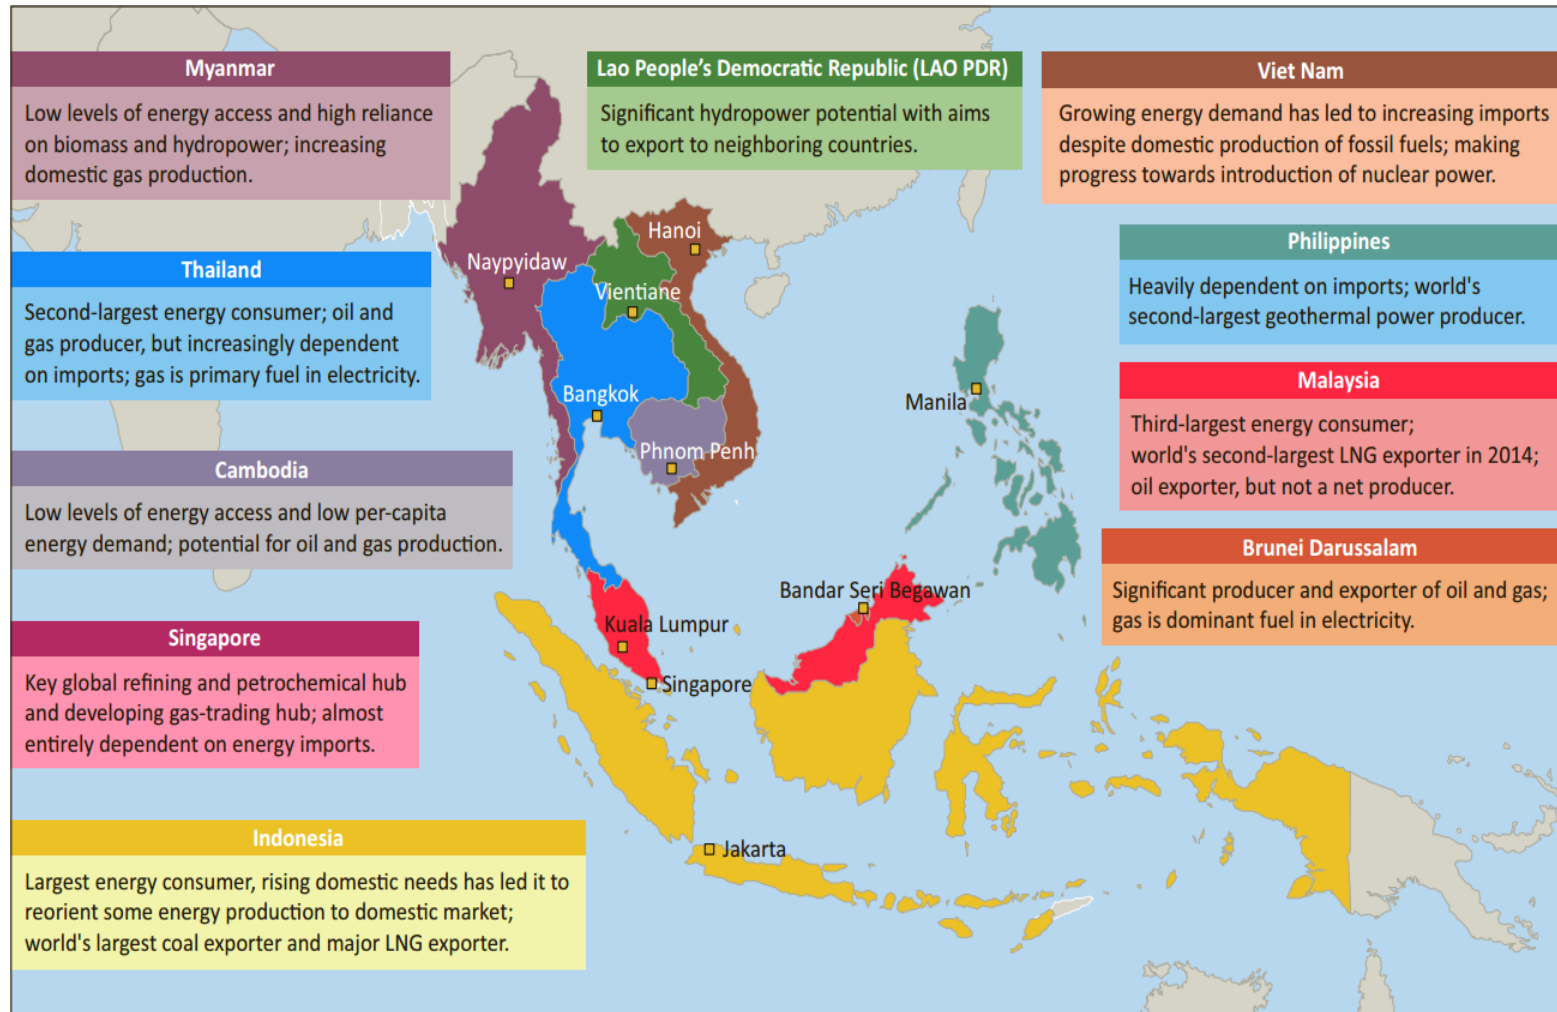 Myanmar
Low levels of energy access and high reliance
on biomass and hydropower; increasing
domestic gas production.
Lao People's Democratic Republic (LAO PDR)
Significant hydropower potential with aims
to export to neighboring countries.
Viet Nam
Growing energy demand has led to increasing imports
despite domestic production of fossil fuels; making
progress towards introduction of nuclear power.
Thailand
Second-largest energy consumer; oil and
gas producer, but increasingly dependent
on imports; gas is primary fuel in electricity.
Philippines
Heavily dependent on imports; world's
second-largest geothermal power producer.
Malaysia
Third-largest energy consumer;
world's second-largest LNG exporter in 2014;
oil exporter, but not a net producer.
Cambodia
Low levels of energy access and low per-capita
energy demand; potential for oil and gas production.
Brunei Darussalam
Significant producer and exporter of oil and gas;
gas is dominant fuel in electricity.
Singapore
Key global refining and petrochemical hub
and developing gas-trading hub; almost
entirely dependent on energy imports.
Indonesia
Largest energy consumer, rising domestic needs has led it to
reorient some energy production to domestic market;
world's largest coal exporter and major LNG exporter.
Hanoi
Naypyidaw
Vientiane
Bangkok
Manila
Phnom Penh
Bandar Seri Begawan
Kuala Lumpur
Singapore
Jakarta